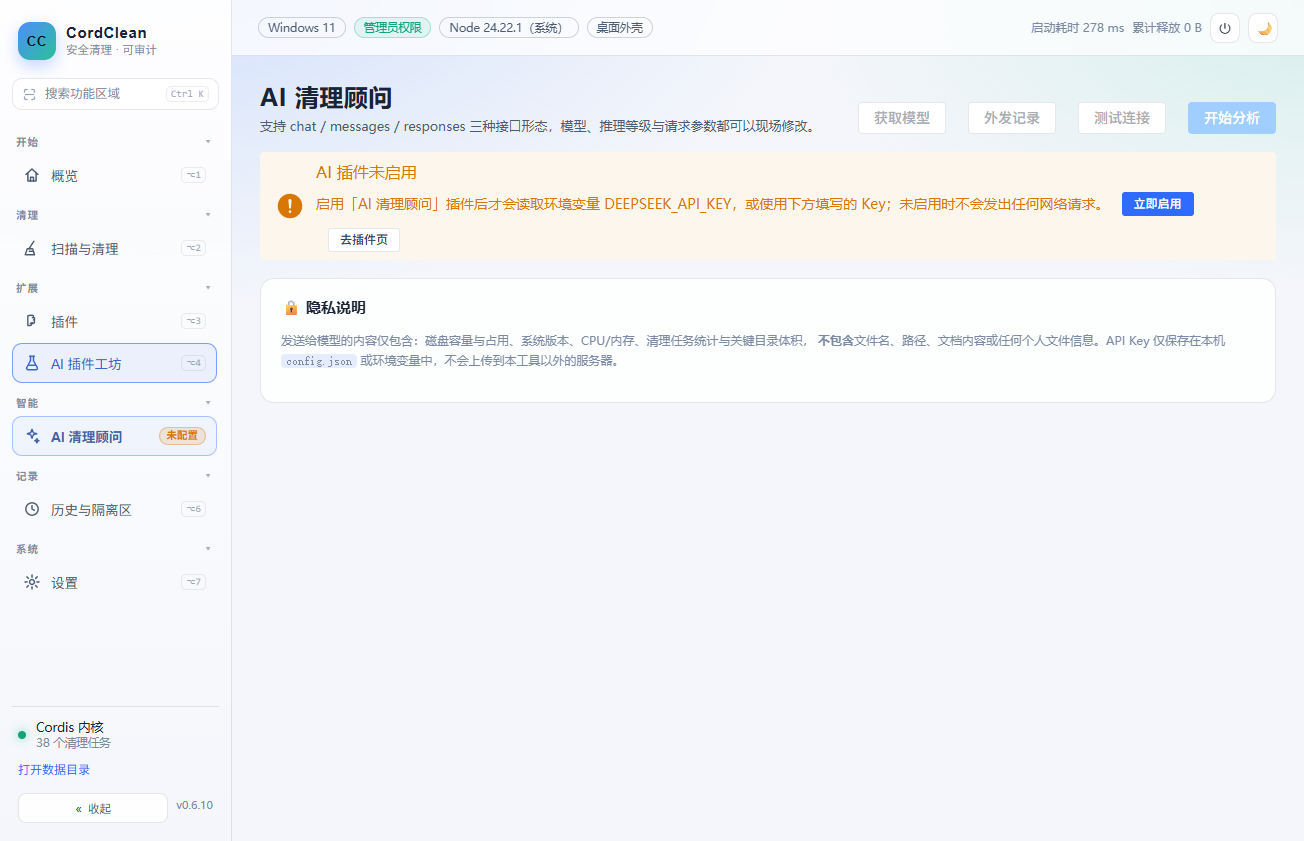 CC
CordClean
安全清理 · 可审计
搜索功能区域 Ctrl K
开始
概览 ⌥1
清理
扫描与清理 ⌥2
扩展
插件 ⌥3
AI 插件工坊 ⌥4
智能
AI 清理顾问 未配置
记录
历史与隔离区 ⌥6
系统
设置 ⌥7
Cordis 内核
38 个清理任务
打开数据目录
« 收起 v0.6.10
Windows 11 管理员权限 Node 24.22.1（系统） 桌面外壳 启动耗时 278 ms 累计释放 0 B
AI 清理顾问
支持 chat / messages / responses 三种接口形态，模型、推理等级与请求参数都可以现场修改。
获取模型 外发记录 测试连接 开始分析
AI 插件未启用
启用「AI 清理顾问」插件后才会读取环境变量 DEEPSEEK_API_KEY，或使用下方填写的 Key；未启用时不会发出任何网络请求。 立即启用
去插件页
隐私说明
发送给模型的内容仅包含：磁盘容量与占用、系统版本、CPU/内存、清理任务统计与关键目录体积， 不包含文件名、路径、文档内容或任何个人文件信息。API Key 仅保存在本机
config.json 或环境变量中，不会上传到本工具以外的服务器。